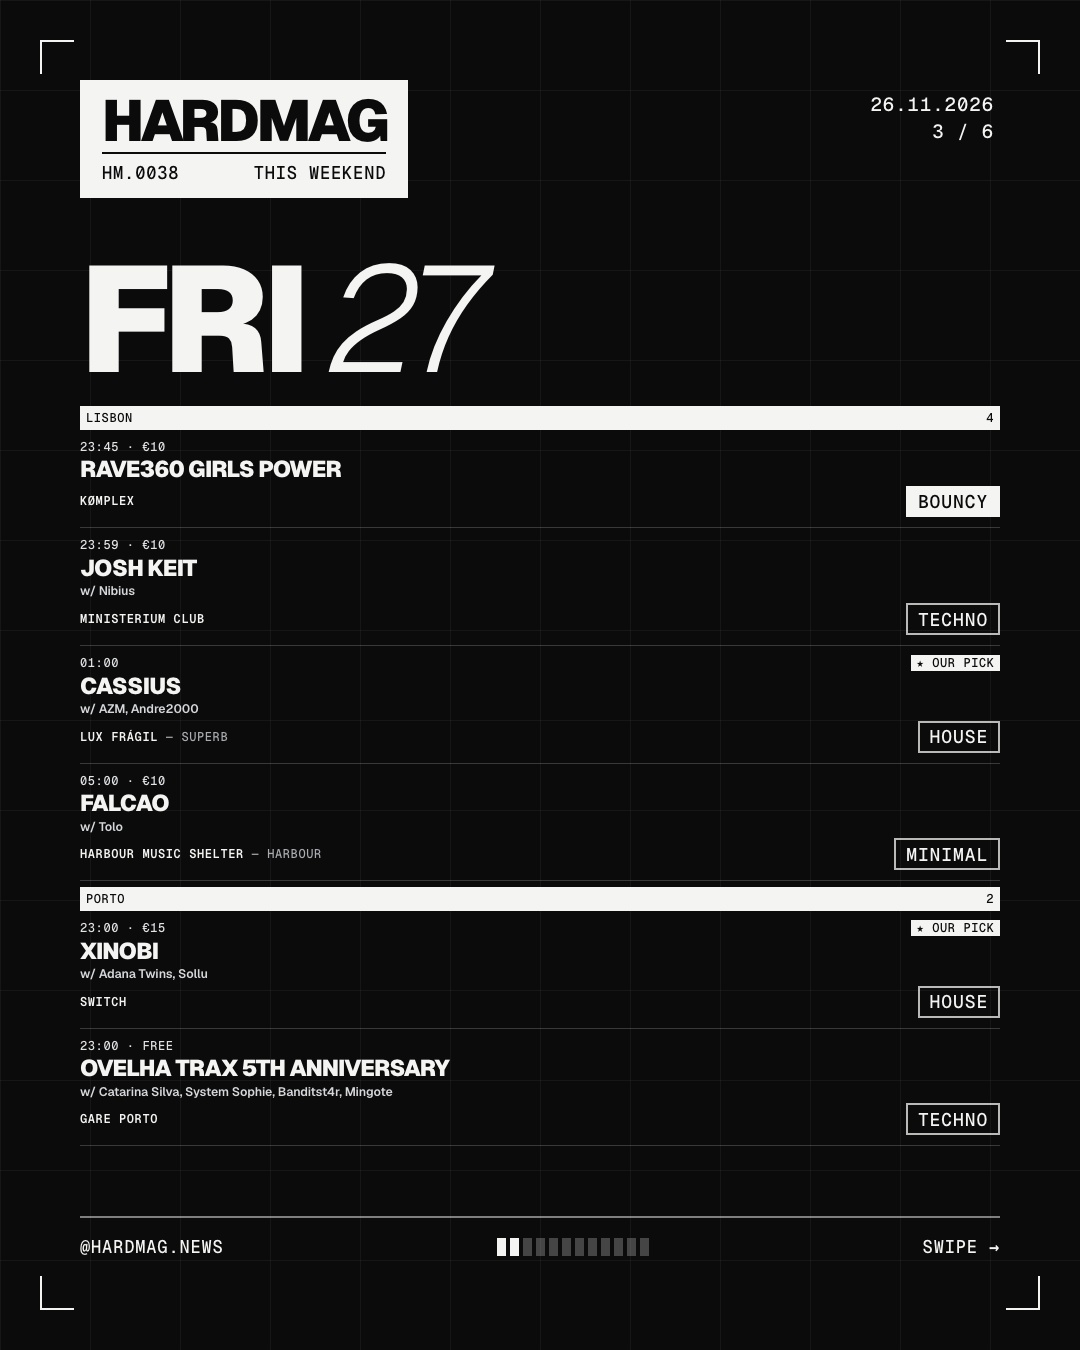 HARDMAG
HM.0038 THIS WEEKEND
26.11.2026
3 / 6
FRI 27
LISBON 4
23:45 · €10
RAVE360 GIRLS POWER
KØMPLEX
BOUNCY
23:59 · €10
JOSH KEIT
w/ Nibius
MINISTERIUM CLUB
TECHNO
01:00
★ OUR PICK
CASSIUS
w/ AZM, Andre2000
LUX FRÁGIL — SUPERB
HOUSE
05:00 · €10
FALCAO
w/ Tolo
HARBOUR MUSIC SHELTER — HARBOUR
MINIMAL
PORTO 2
23:00 · €15
★ OUR PICK
XINOBI
w/ Adana Twins, Sollu
SWITCH
HOUSE
23:00 · FREE
OVELHA TRAX 5TH ANNIVERSARY
w/ Catarina Silva, System Sophie, Banditst4r, Mingote
GARE PORTO
TECHNO
@HARDMAG.NEWS
SWIPE →